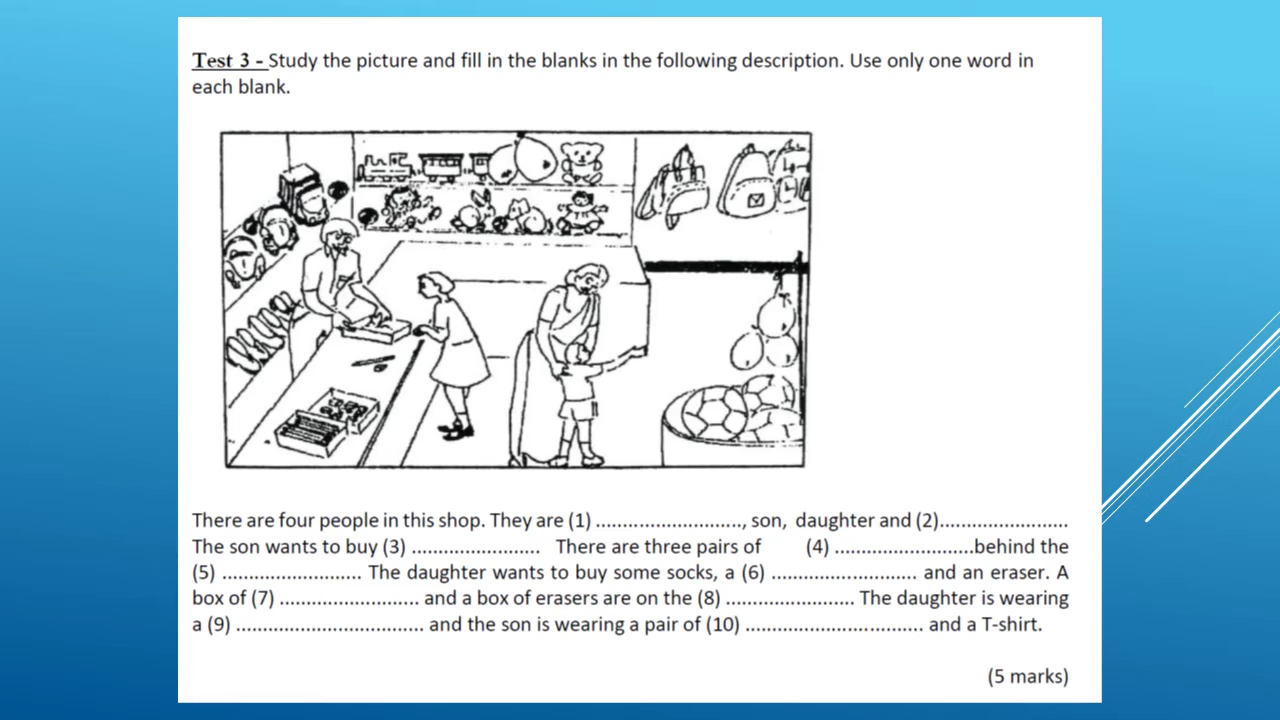 Test 3 - Study the picture and fill in the blanks in the following description. Use only one word in
each blank.
There are four people in this shop. They are (1) ..........................., son, daughter and (2)........................
The son wants to buy (3) ........................ There are three pairs of (4) ..........................behind the
(5) .......................... The daughter wants to buy some socks, a (6) ........................... and an eraser. A
box of (7) .......................... and a box of erasers are on the (8) ........................ The daughter is wearing
a (9) ................................... and the son is wearing a pair of (10) ................................. and a T-shirt.
(5 marks)